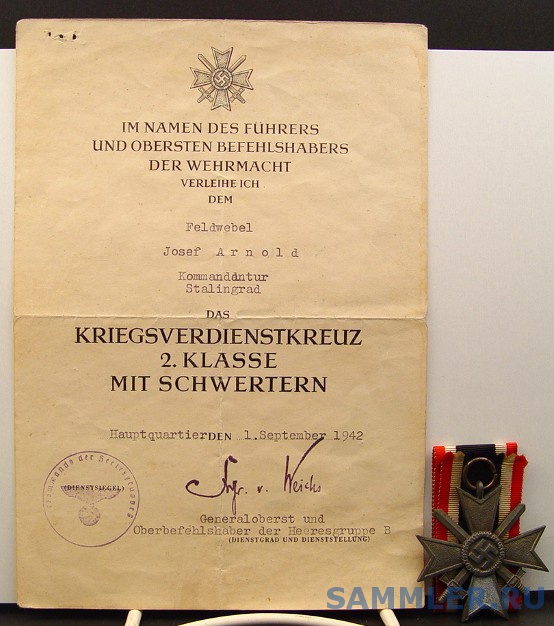 IM NAMEN DES FÜHRERS
UND OBERSTEN BEFEHLSHABERS
DER WEHRMACHT
VERLEIHE ICH
DEM
Feldwebel
Josef Arnold
Kommandantur
Stalingrad
DAS
KRIEGSVERDIENSTKREUZ
2. KLASSE
MIT SCHWERTERN
Hauptquartier DEN 1.September 1942
(DIENSTSIEGEL)
Frhr. v. Weichs
Generaloberst und
Oberbefehlshaber der Heeresgruppe B
(DIENSTGRAD UND DIENSTSTELLUNG)
SAMMLER.RU